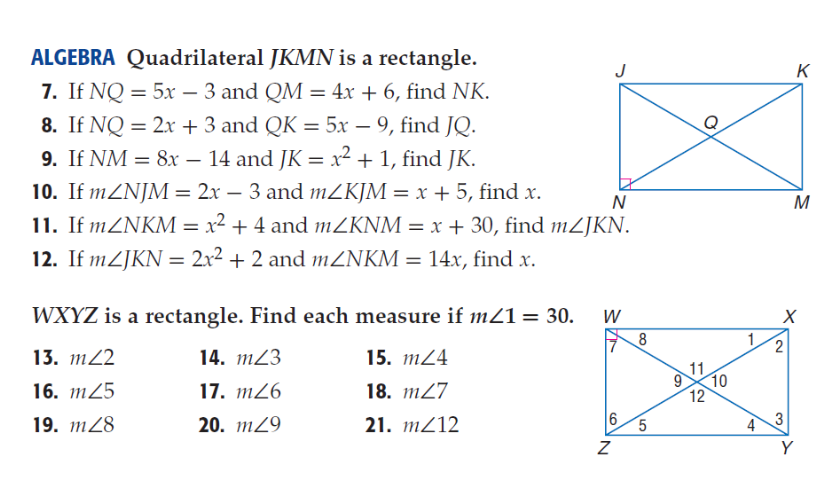 ALGEBRA Quadrilateral JKMN is a rectangle.
7. If NQ = 5x − 3 and QM = 4x + 6, find NK.
8. If NQ = 2x + 3 and QK = 5x − 9, find JQ.
9. If NM = 8x − 14 and JK = x² + 1, find JK.
10. If m∠NJM = 2x − 3 and m∠KJM = x + 5, find x.
11. If m∠NKM = x² + 4 and m∠KNM = x + 30, find m∠JKN.
12. If m∠JKN = 2x² + 2 and m∠NKM = 14x, find x.
J K
Q
N M
WXYZ is a rectangle. Find each measure if m∠1 = 30.
13. m∠2 14. m∠3 15. m∠4
16. m∠5 17. m∠6 18. m∠7
19. m∠8 20. m∠9 21. m∠12
W X
7 8 1 2
11
9 10
12
6 5 4 3
Z Y